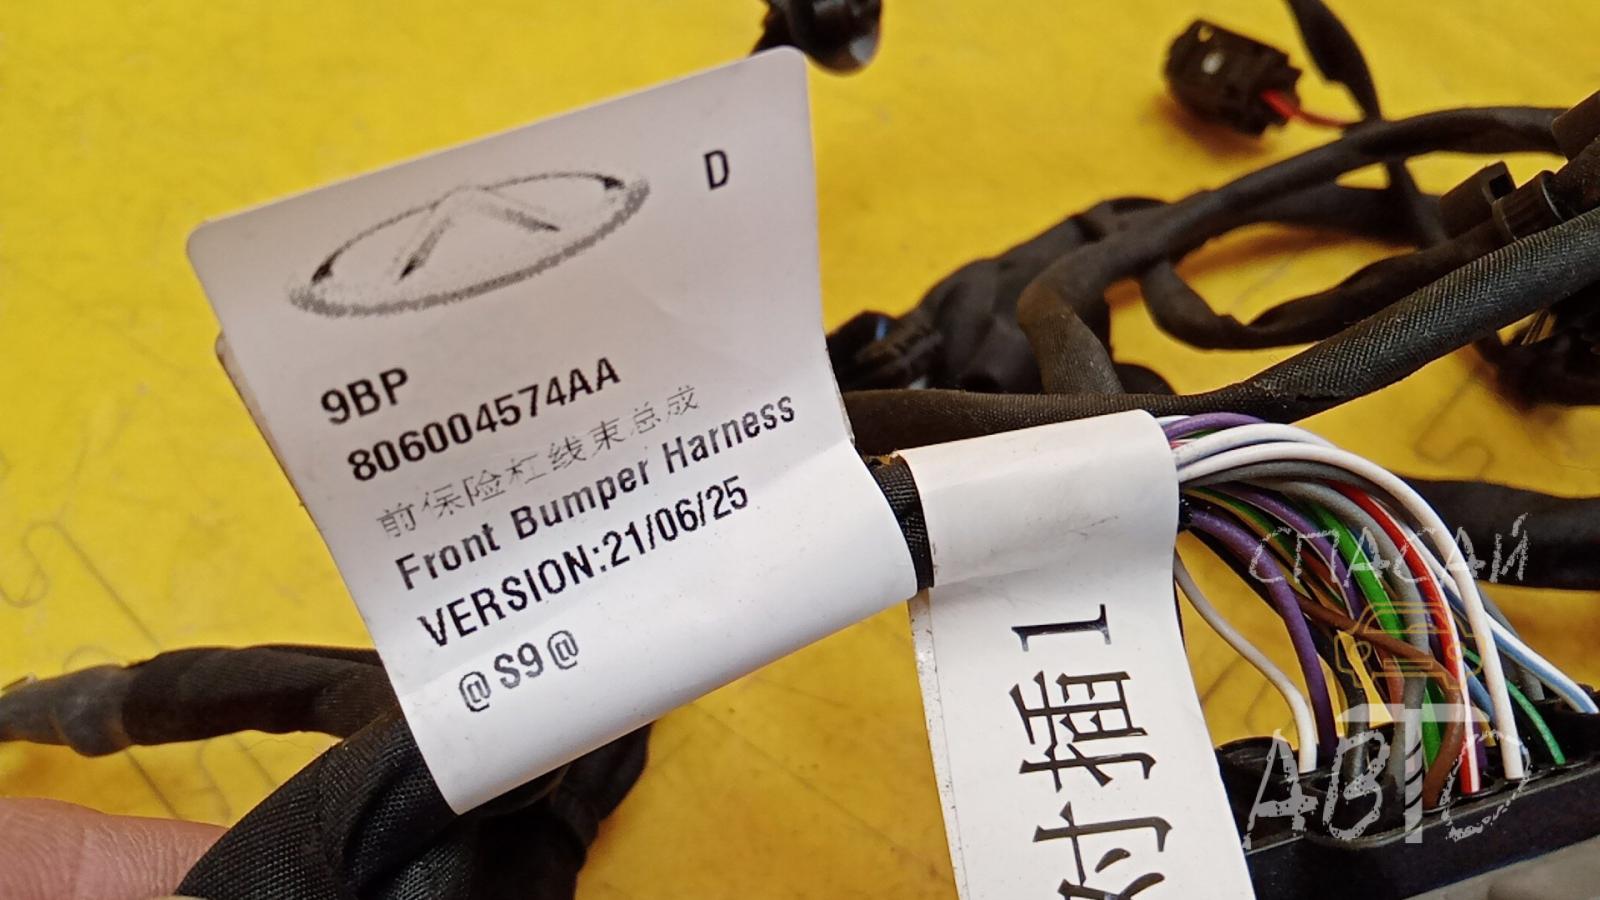 D
9BP
806004574AA
前保险杠线束总成
Front Bumper Harness
VERSION:21/06/25
@S9@
对插1
СПАСАЙ
АВТО